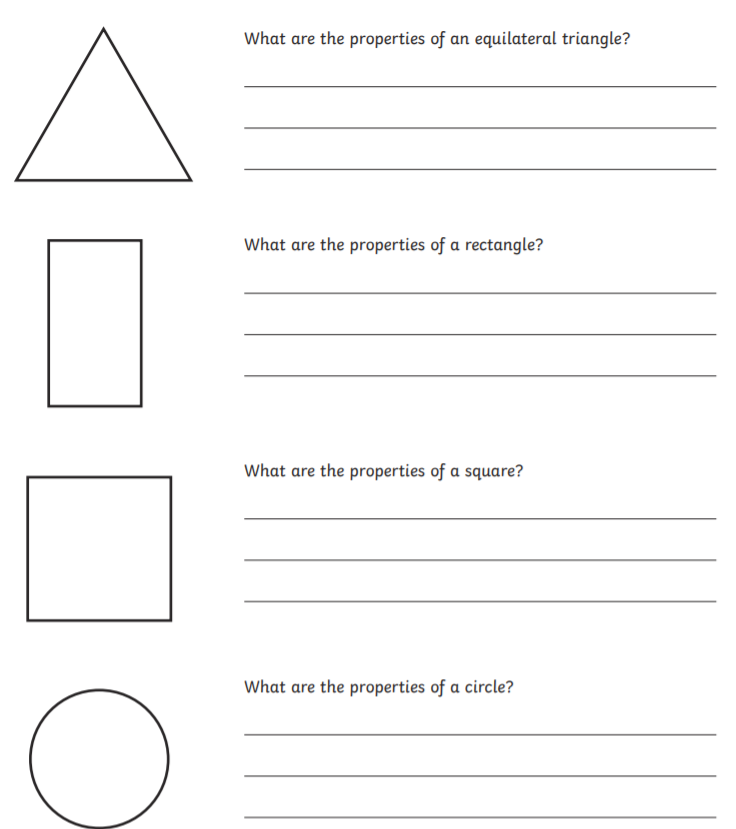 What are the properties of an equilateral triangle?
What are the properties of a rectangle?
What are the properties of a square?
What are the properties of a circle?